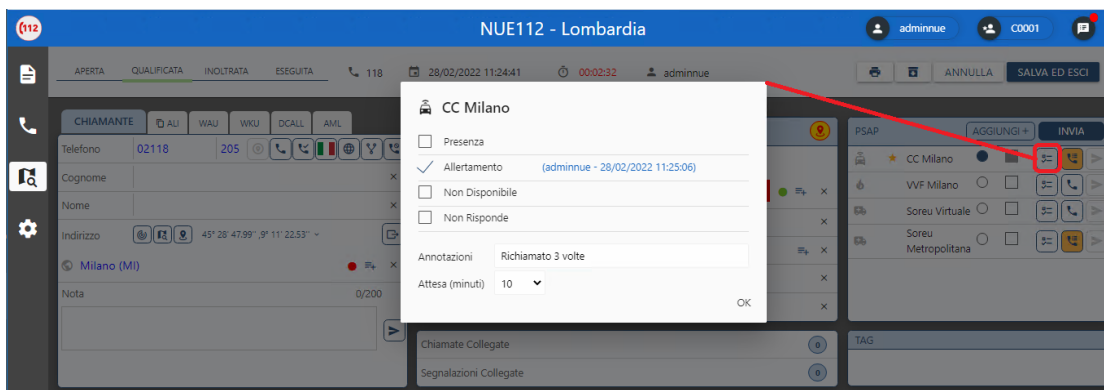 112
NUE112 - Lombardia
adminnue
C0001
APERTA
QUALIFICATA
INOLTRATA
ESEGUITA
118
28/02/2022 11:24:41
00:02:32
adminnue
ANNULLA
SALVA ED ESCI
CHIAMANTE
ALI
WAU
WKU
DCALL
AML
Telefono
02118
205
Cognome
Nome
Indirizzo
45° 28' 47.99'' ,9° 11' 22.53''
Milano (MI)
Nota
0/200
CC Milano
Presenza
Allertamento
(adminnue - 28/02/2022 11:25:06)
Non Disponibile
Non Risponde
Annotazioni
Richiamato 3 volte
Attesa (minuti)
10
OK
Chiamate Collegate
0
Segnalazioni Collegate
0
PSAP
AGGIUNGI +
INVIA
CC Milano
VVF Milano
Soreu Virtuale
Soreu
Metropolitana
TAG